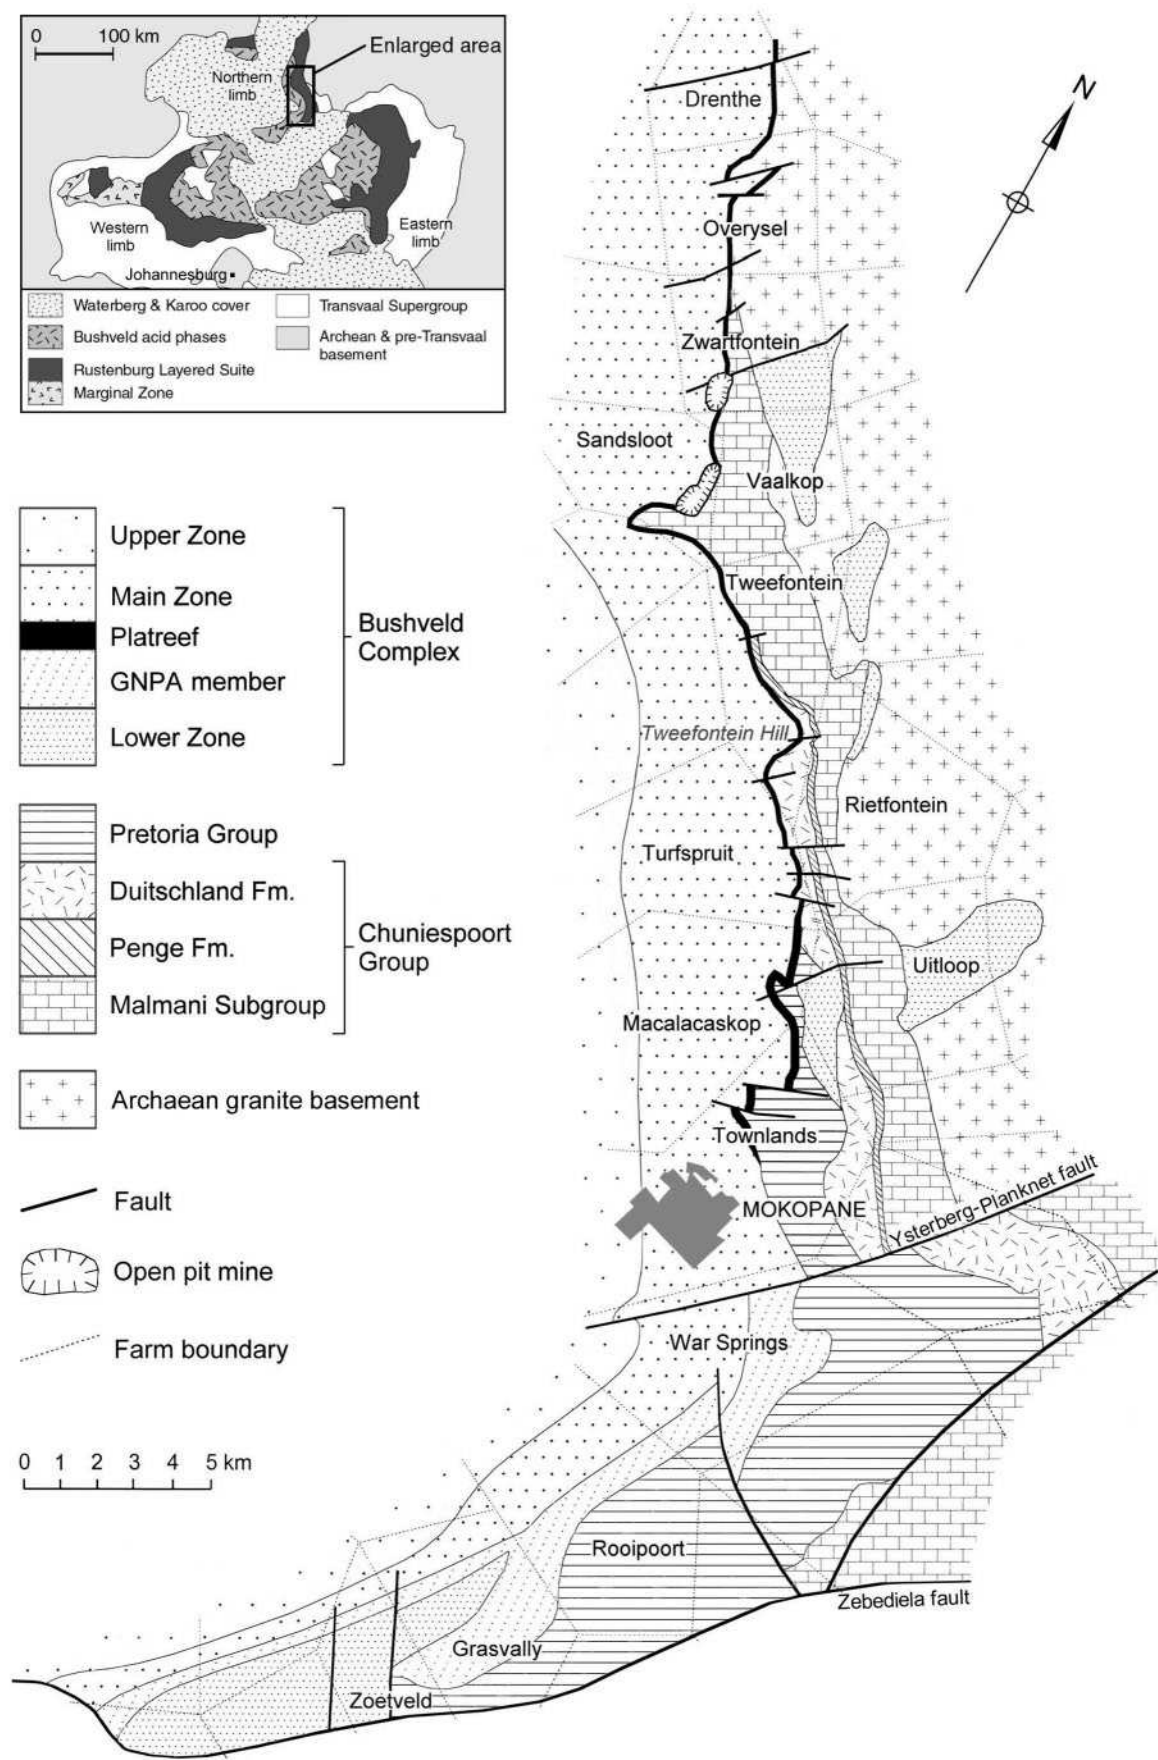 0 100 km
Enlarged area
Northern
limb
Western
limb
Eastern
limb
Johannesburg
Waterberg & Karoo cover
Transvaal Supergroup
Bushveld acid phases
Archean & pre-Transvaal
basement
Rustenburg Layered Suite
Marginal Zone
N
Drenthe
Overysel
Zwartfontein
Sandsloot
Vaalkop
Tweefontein
Tweefontein Hill
Rietfontein
Turfspruit
Uitloop
Macalacaskop
Townlands
MOKOPANE
Ysterberg-Planknet fault
War Springs
Rooipoort
Zebediela fault
Grasvally
Zoetveld
Upper Zone
Main Zone
Platreef
GNPA member
Lower Zone
Bushveld
Complex
Pretoria Group
Duitschland Fm.
Penge Fm.
Malmani Subgroup
Chuniespoort
Group
Archaean granite basement
Fault
Open pit mine
Farm boundary
0 1 2 3 4 5 km